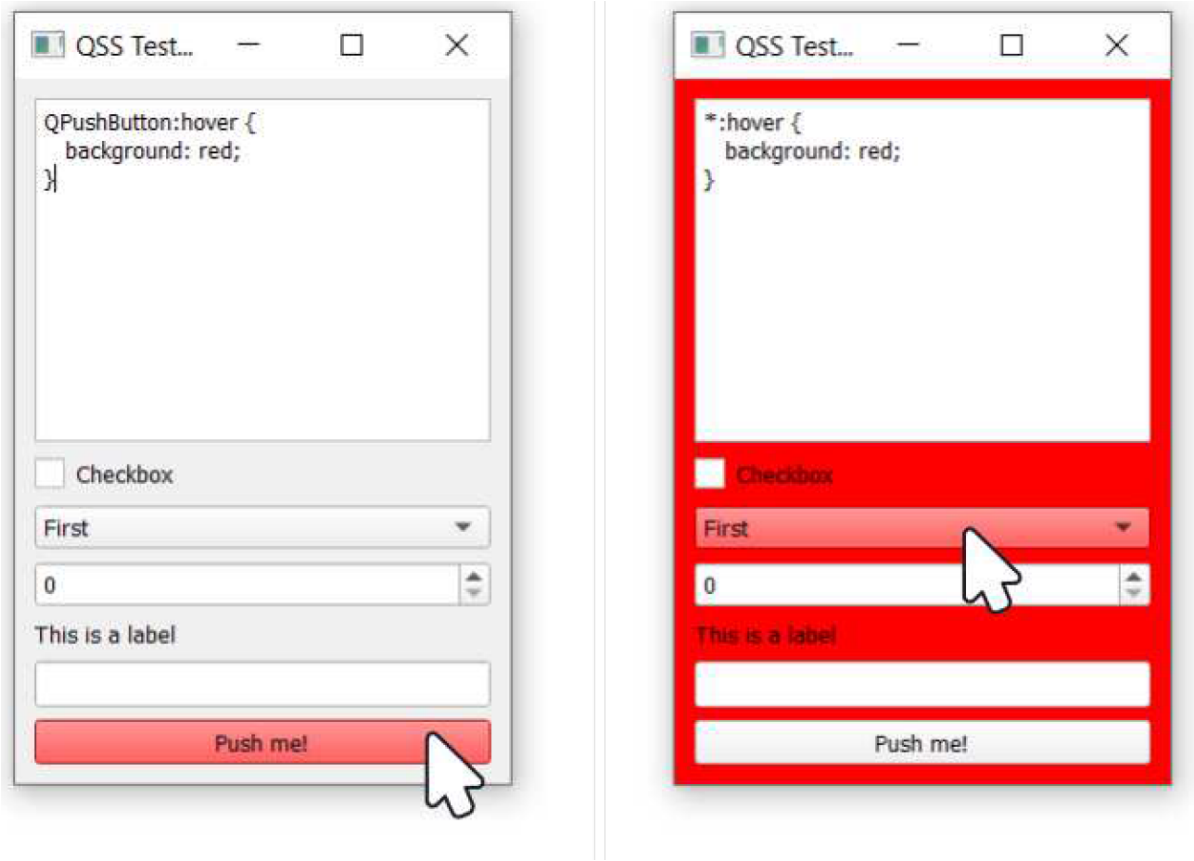 QSS Test...
QPushButton:hover {
background: red;
}
Checkbox
First
0
This is a label
Push me!
QSS Test...
*:hover {
background: red;
}
Checkbox
First
0
This is a label
Push me!